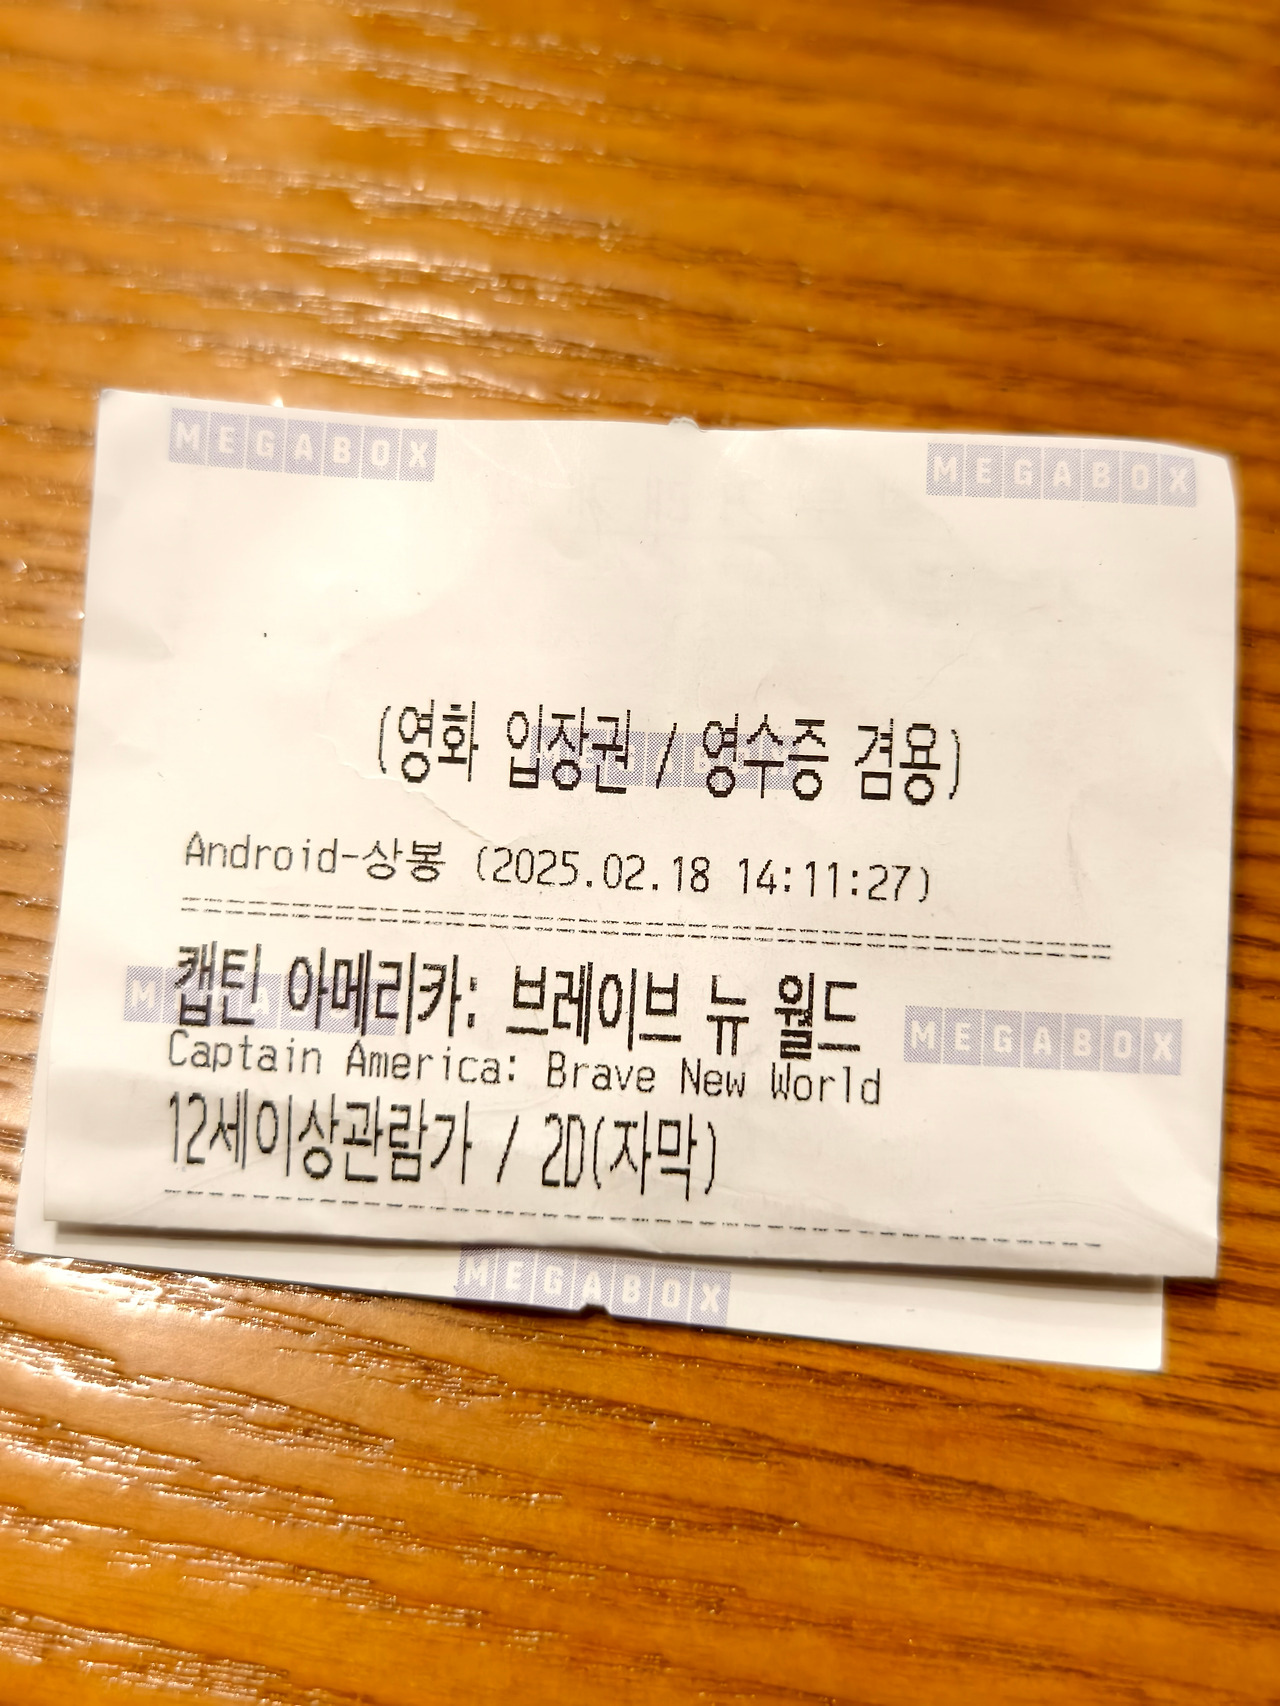 MEGABOX MEGABOX
(영화 입장권 / 영수증 겸용)
Android-상봉 (2025.02.18 14:11:27)
캡틴 아메리카: 브레이브 뉴 월드
MEGABOX
Captain America: Brave New World
12세이상관람가 / 2D(자막)
MEGABOX